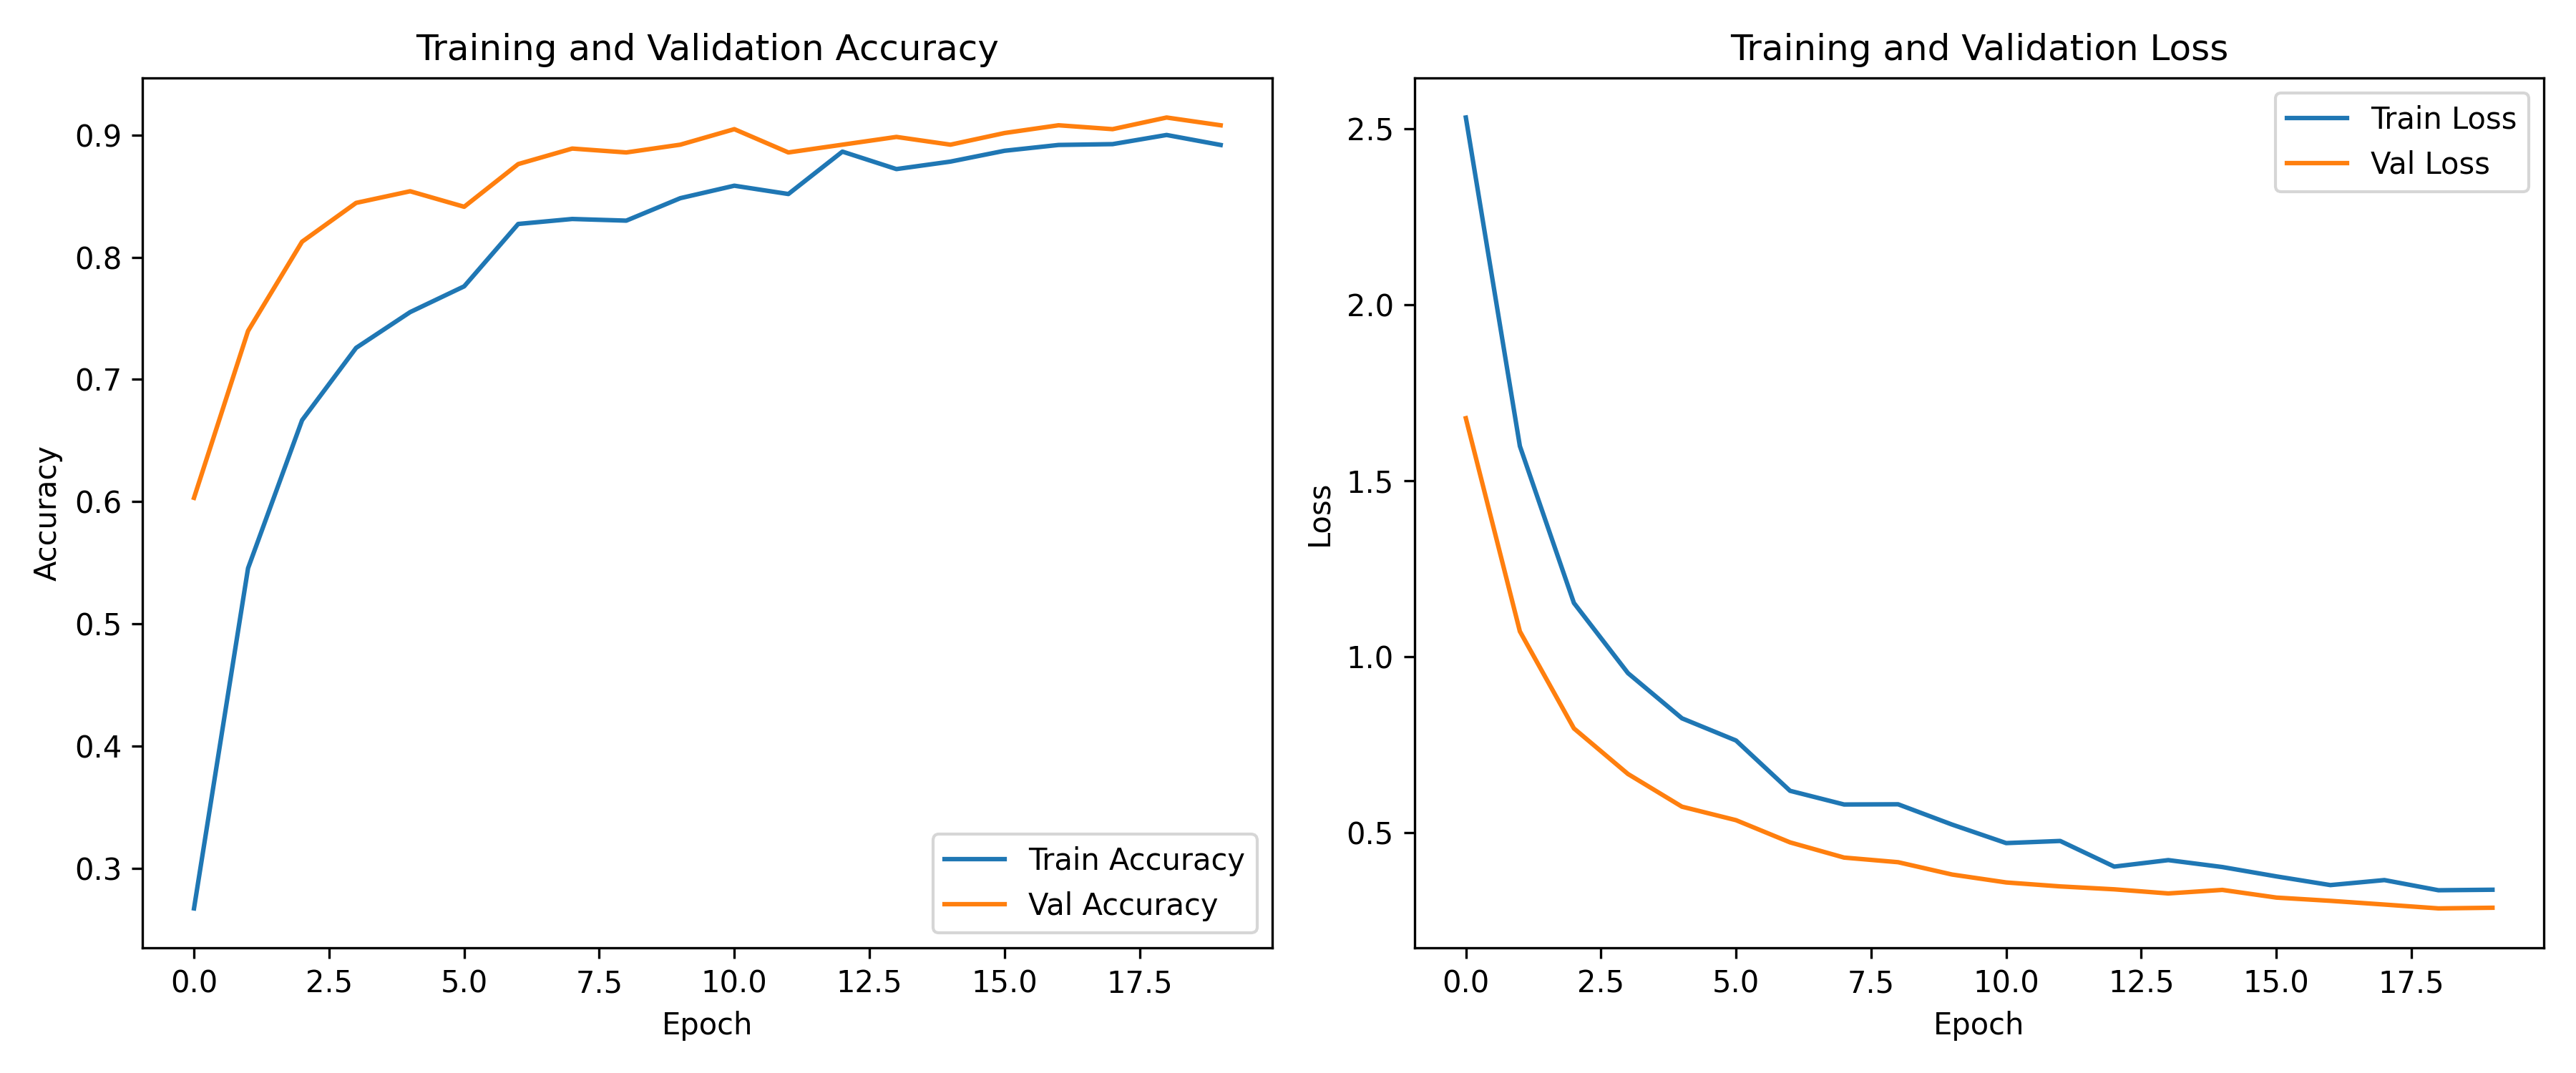 Training and Validation Accuracy
Accuracy
0.9
0.8
0.7
0.6
0.5
0.4
0.3
Train Accuracy
Val Accuracy
0.0 2.5 5.0 7.5 10.0 12.5 15.0 17.5
Epoch
Training and Validation Loss
Loss
2.5
2.0
1.5
1.0
0.5
Train Loss
Val Loss
0.0 2.5 5.0 7.5 10.0 12.5 15.0 17.5
Epoch